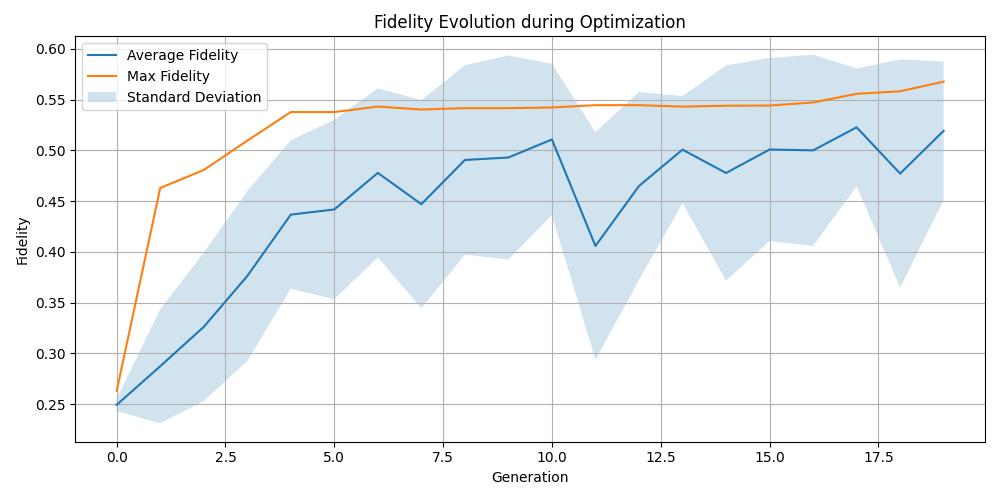 Fidelity Evolution during Optimization
Average Fidelity
Max Fidelity
Standard Deviation
0.60
0.55
0.50
0.45
0.40
0.35
0.30
0.25
Fidelity
0.0
2.5
5.0
7.5
10.0
12.5
15.0
17.5
Generation